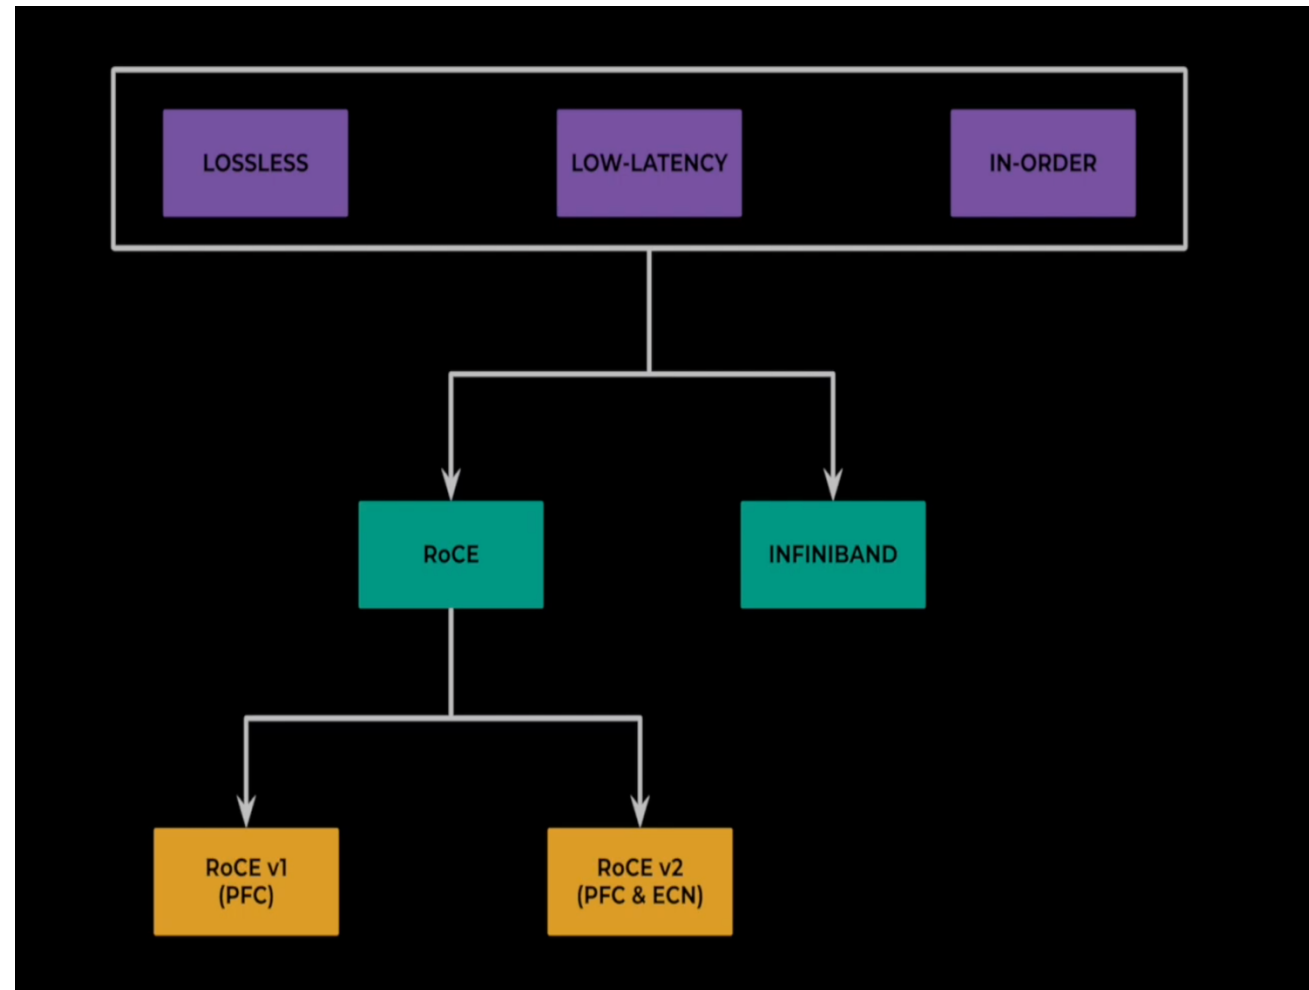 LOSSLESS
LOW-LATENCY
IN-ORDER
RoCE
INFINIBAND
RoCE v1
(PFC)
RoCE v2
(PFC & ECN)